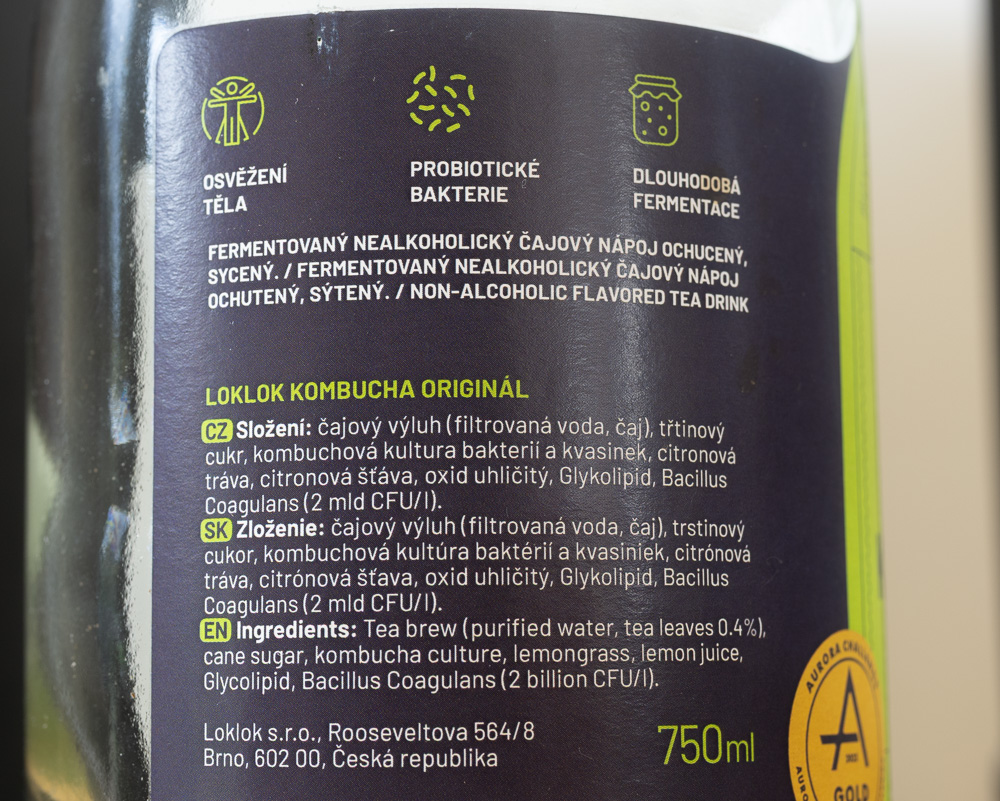 OSVĚŽENÍ
TĚLA
PROBIOTICKÉ
BAKTERIE
DLOUHODOBÁ
FERMENTACE
FERMENTOVANÝ NEALKOHOLICKÝ ČAJOVÝ NÁPOJ OCHUCENÝ,
SYCENÝ. / FERMENTOVANÝ NEALKOHOLICKÝ ČAJOVÝ NÁPOJ
OCHUTENÝ, SÝTENÝ. / NON-ALCOHOLIC FLAVORED TEA DRINK
LOKLOK KOMBUCHA ORIGINÁL
CZ Složení: čajový výluh (filtrovaná voda, čaj), třtinový
cukr, kombuchová kultura bakterií a kvasinek, citronová
tráva, citronová šťáva, oxid uhličitý, Glykolipid, Bacillus
Coagulans (2 mld CFU/l).
SK Zloženie: čajový výluh (filtrovaná voda, čaj), trstinový
cukor, kombuchová kultúra baktérií a kvasiniek, citrónová
tráva, citrónová šťava, oxid uhličitý, Glykolipid, Bacillus
Coagulans (2 mld CFU/l).
EN Ingredients: Tea brew (purified water, tea leaves 0.4%),
cane sugar, kombucha culture, lemongrass, lemon juice,
Glycolipid, Bacillus Coagulans (2 billion CFU/l).
Loklok s.r.o., Rooseveltova 564/8
Brno, 602 00, Česká republika
750ml
AURORA
GOLD